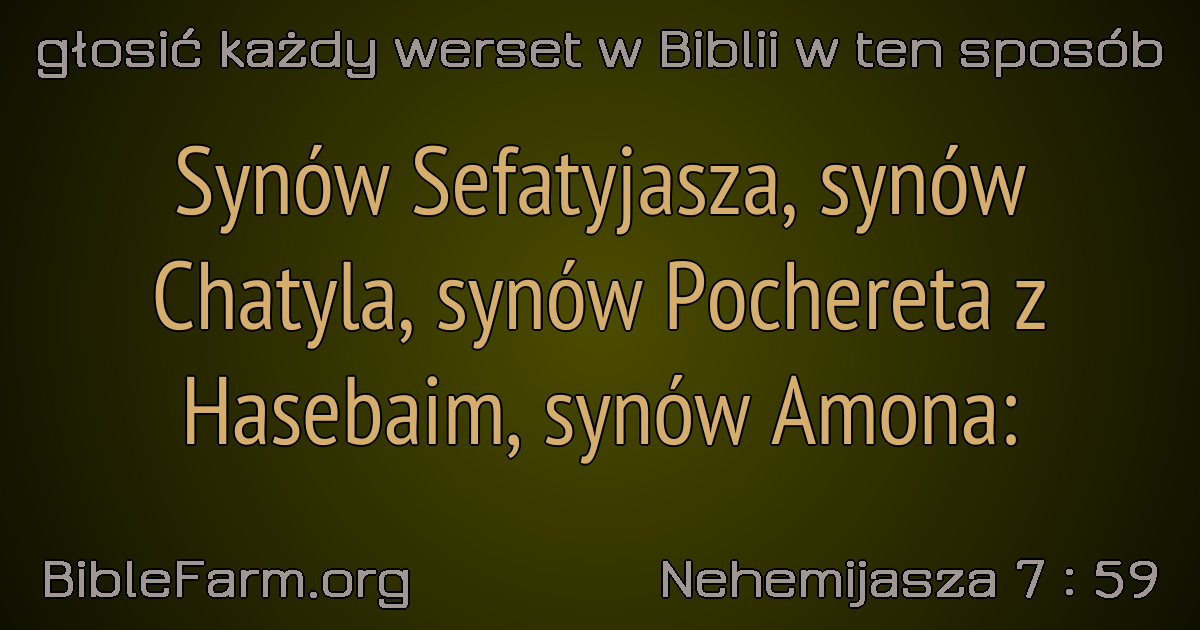 głosić każdy werset w Biblii w ten sposób
Synów Sefatyjasza, synów
Chatyla, synów Pochereta z
Hasebaim, synów Amona:
BibleFarm.org
Nehemijasza 7 : 59